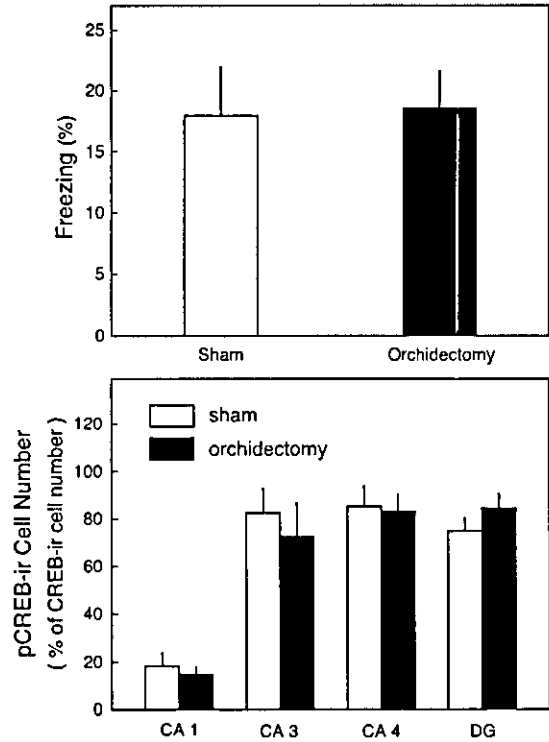 25
20
15
10
5
0
Freezing (%)
Sham Orchidectomy
sham
orchidectomy
120
100
80
60
40
20
0
pCREB-ir Cell Number
( % of CREB-ir cell number )
CA 1 CA 3 CA 4 DG